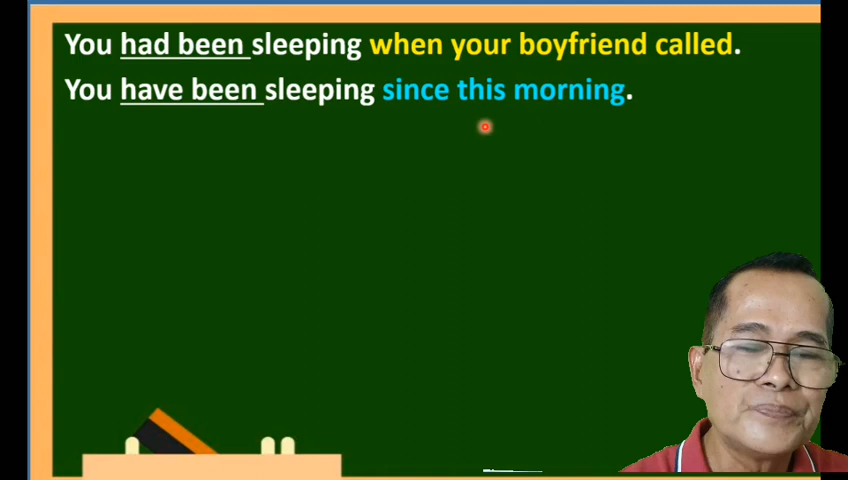 You had been sleeping when your boyfriend called.
You have been sleeping since this morning.